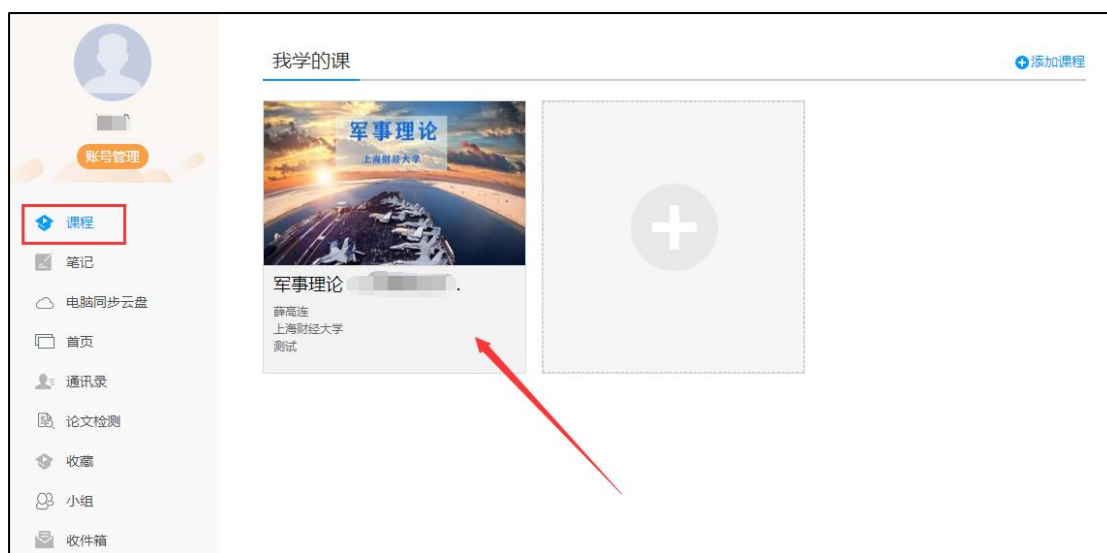 账号管理
课程
笔记
电脑同步云盘
首页
通讯录
论文检测
收藏
小组
收件箱
我学的课
添加课程
军事理论
上海财经大学
军事理论
薛高连
上海财经大学
测试